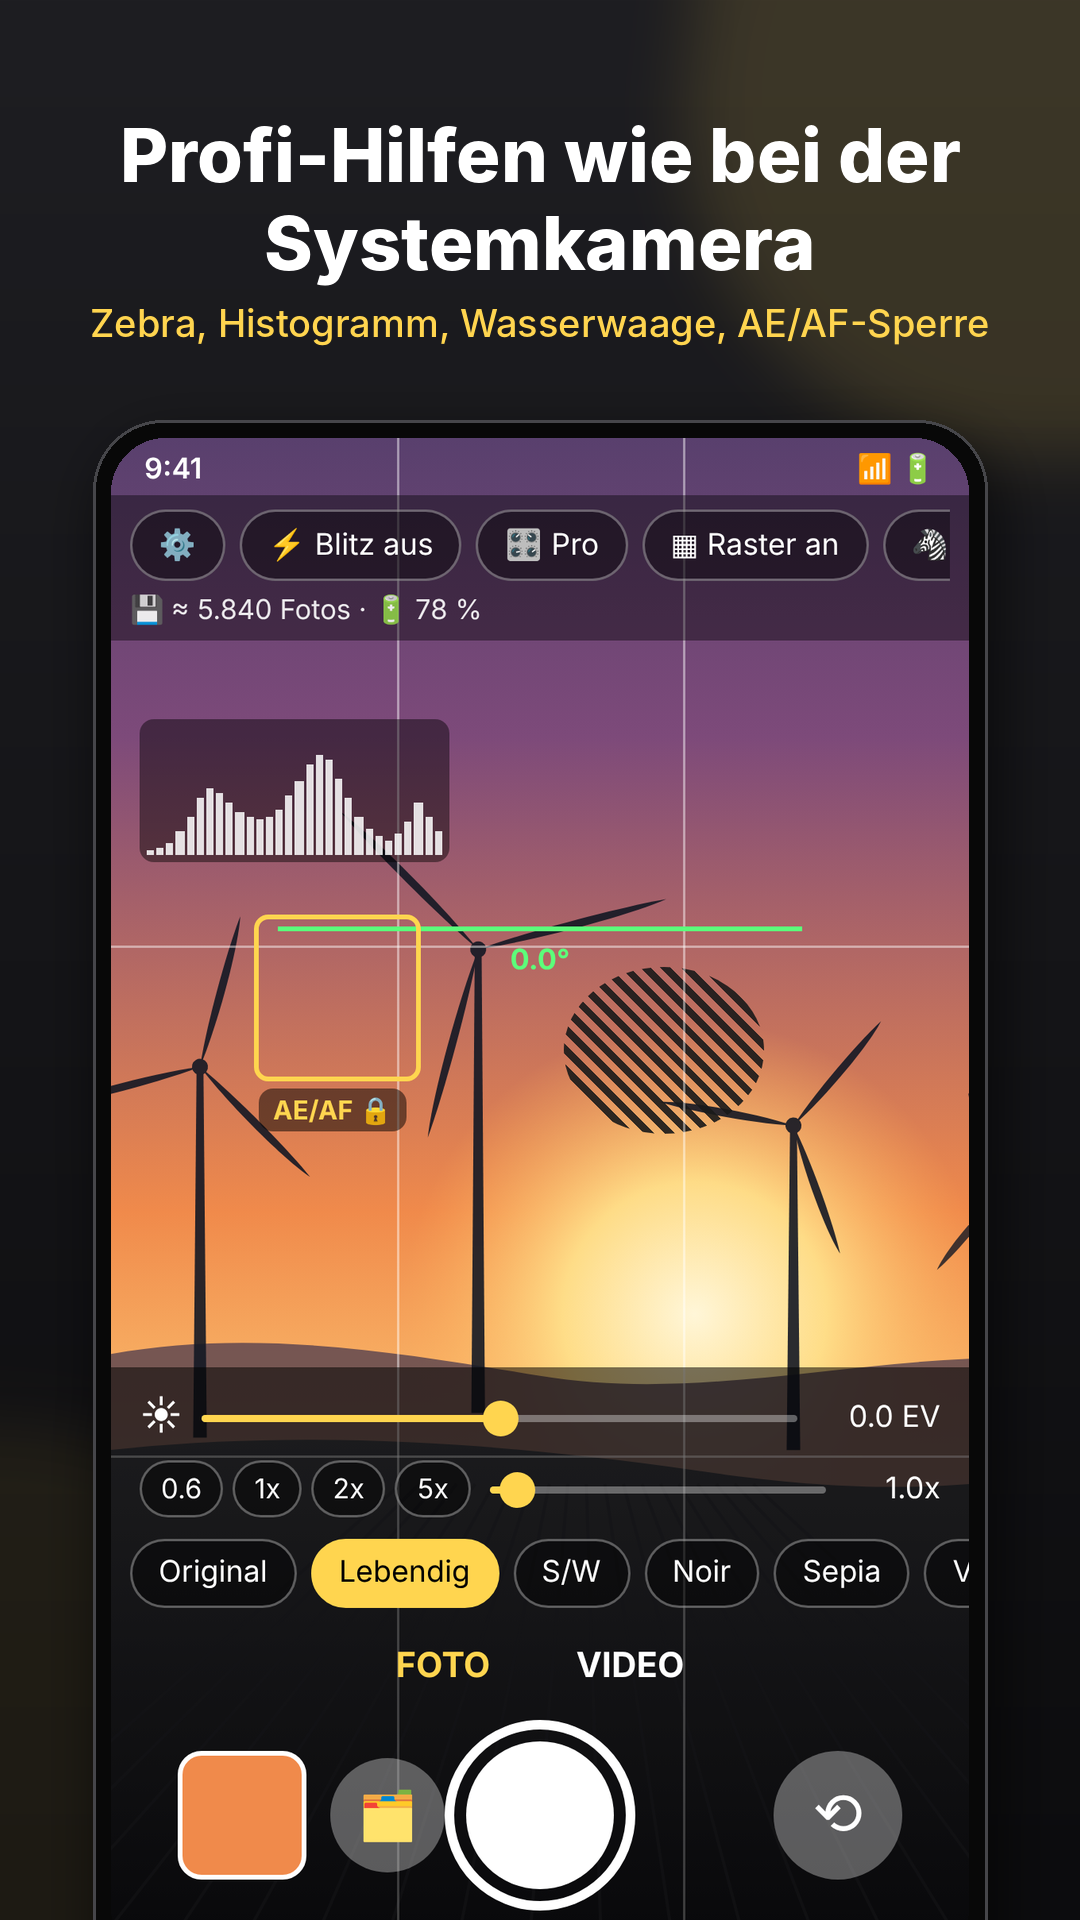 Profi-Hilfen wie bei der
Systemkamera
Zebra, Histogramm, Wasserwaage, AE/AF-Sperre
9:41
Blitz aus
Pro
Raster an
≈ 5.840 Fotos · 78 %
0.0°
AE/AF
0.0 EV
0.6 1x 2x 5x 1.0x
Original Lebendig S/W Noir Sepia V
FOTO VIDEO